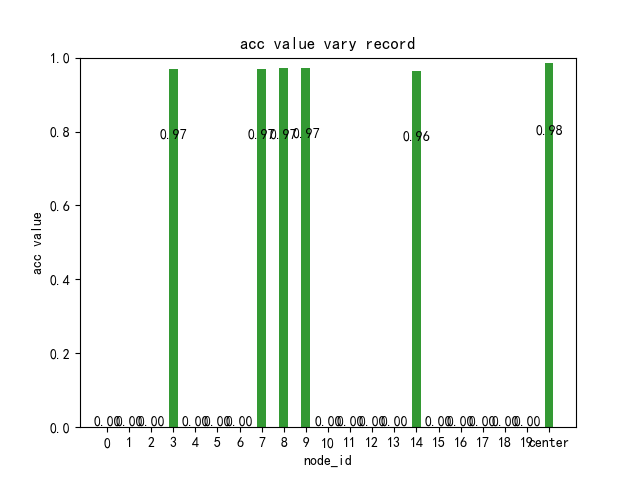 acc value vary record
1.0
0.8
0.6
0.4
0.2
0.0
acc value
0.97 0.97 0.97 0.97 0.96 0.98
0.00 0.00 0.00 0.00 0.00 0.00 0.00 0.00 0.00 0.00 0.00 0.00 0.00 0.00 0.00
0 1 2 3 4 5 6 7 8 9 10 11 12 13 14 15 16 17 18 19 center
node_id